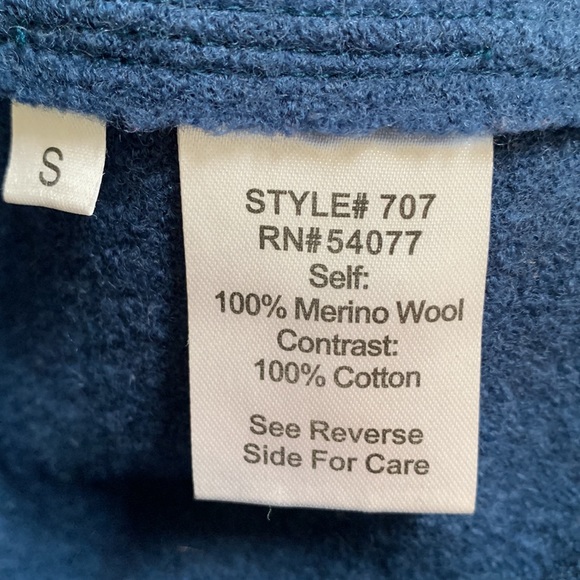 S
STYLE# 707
RN#54077
Self:
100% Merino Wool
Contrast:
100% Cotton
See Reverse
Side For Care